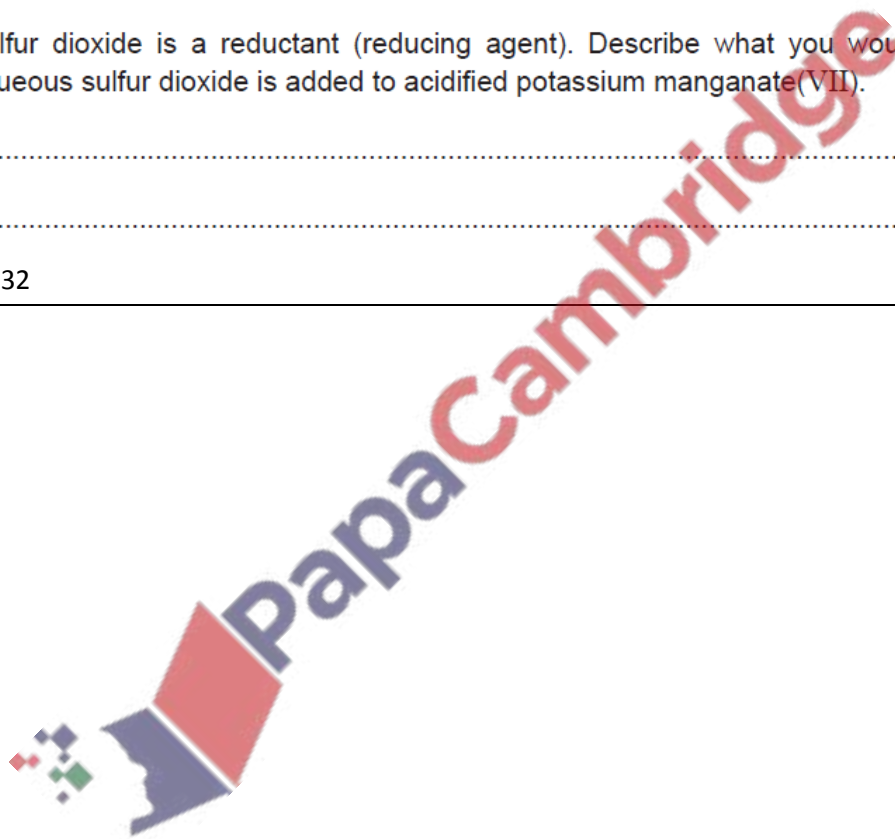 lfur dioxide is a reductant (reducing agent). Describe what you wou
ueous sulfur dioxide is added to acidified potassium manganate(VII).
................................................................................
................................................................................
32
PapaCambridge